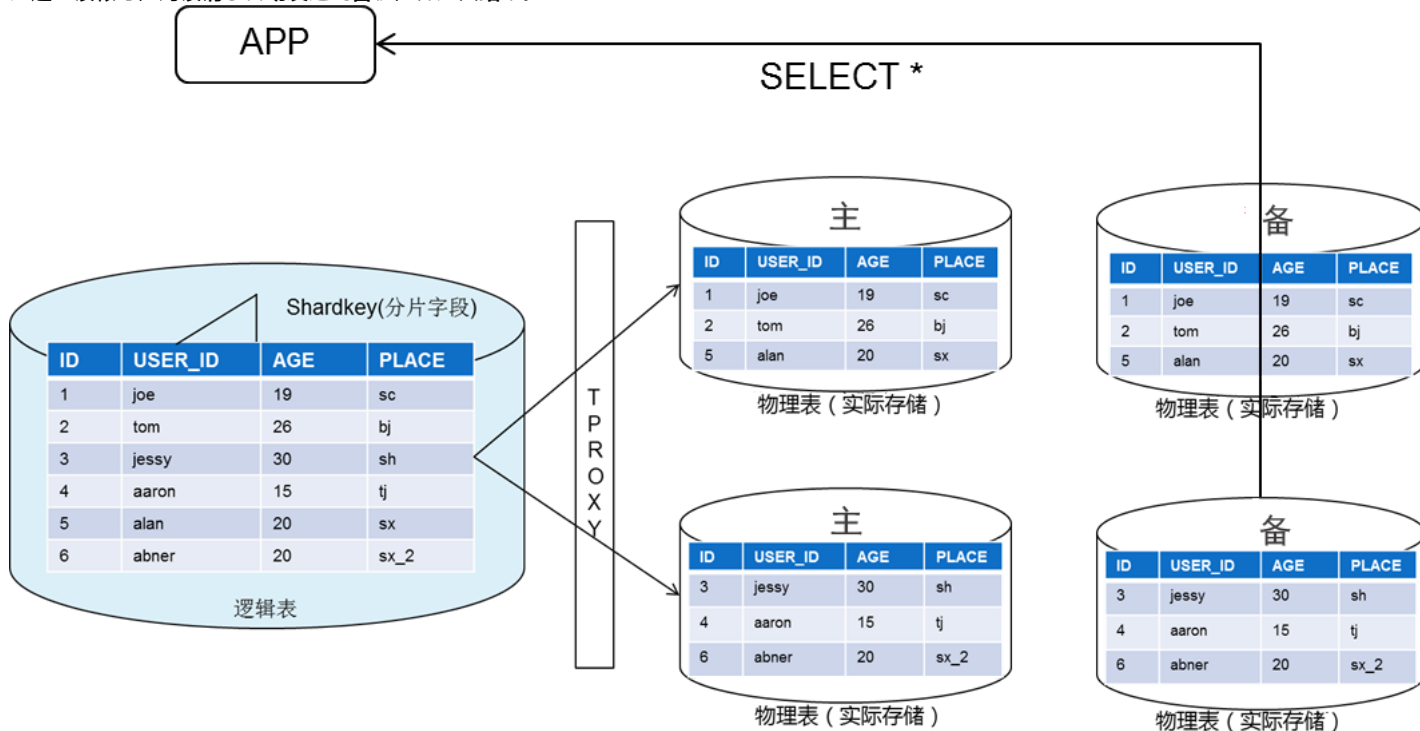 APP
SELECT *
Shardkey(分片字段)
ID USER_ID AGE PLACE
1 joe 19 sc
2 tom 26 bj
3 jessy 30 sh
4 aaron 15 tj
5 alan 20 sx
6 abner 20 sx_2
逻辑表
TPROXY
主
ID USER_ID AGE PLACE
1 joe 19 sc
2 tom 26 bj
5 alan 20 sx
物理表（实际存储）
备
ID USER_ID AGE PLACE
1 joe 19 sc
2 tom 26 bj
5 alan 20 sx
物理表（实际存储）
主
ID USER_ID AGE PLACE
3 jessy 30 sh
4 aaron 15 tj
6 abner 20 sx_2
物理表（实际存储）
备
ID USER_ID AGE PLACE
3 jessy 30 sh
4 aaron 15 tj
6 abner 20 sx_2
物理表（实际存储）